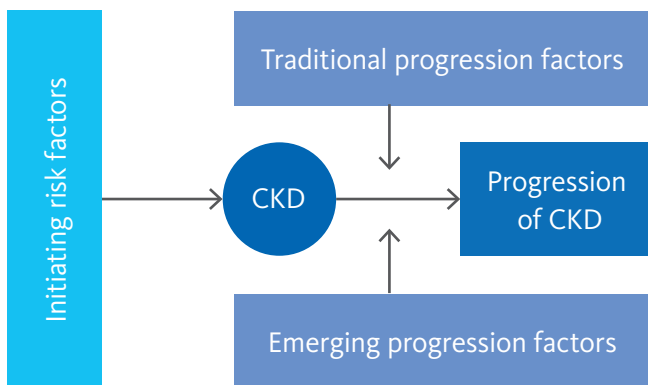 Initiating risk factors
Traditional progression factors
CKD
Progression
of CKD
Emerging progression factors